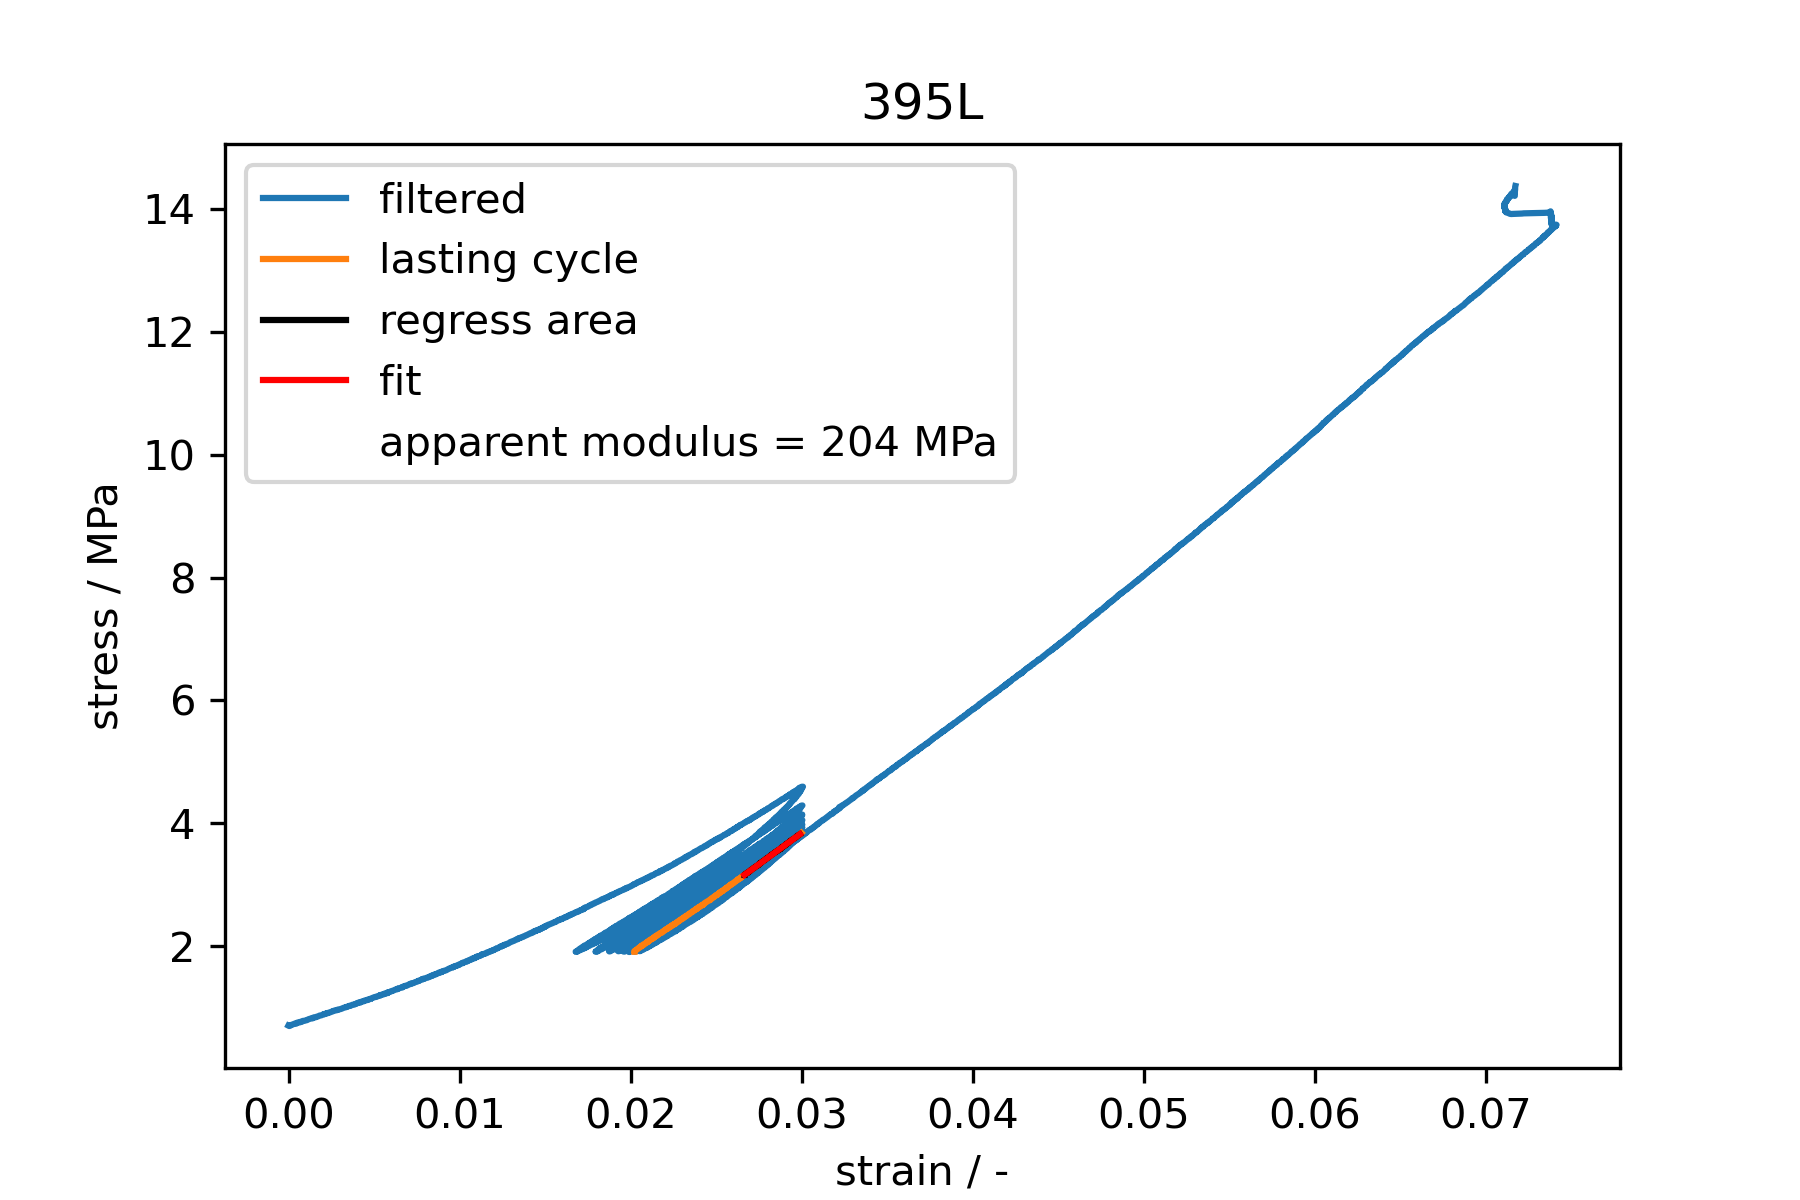 395L
filtered
lasting cycle
regress area
fit
apparent modulus = 204 MPa
stress / MPa
14
12
10
8
6
4
2
0.00 0.01 0.02 0.03 0.04 0.05 0.06 0.07
strain / -